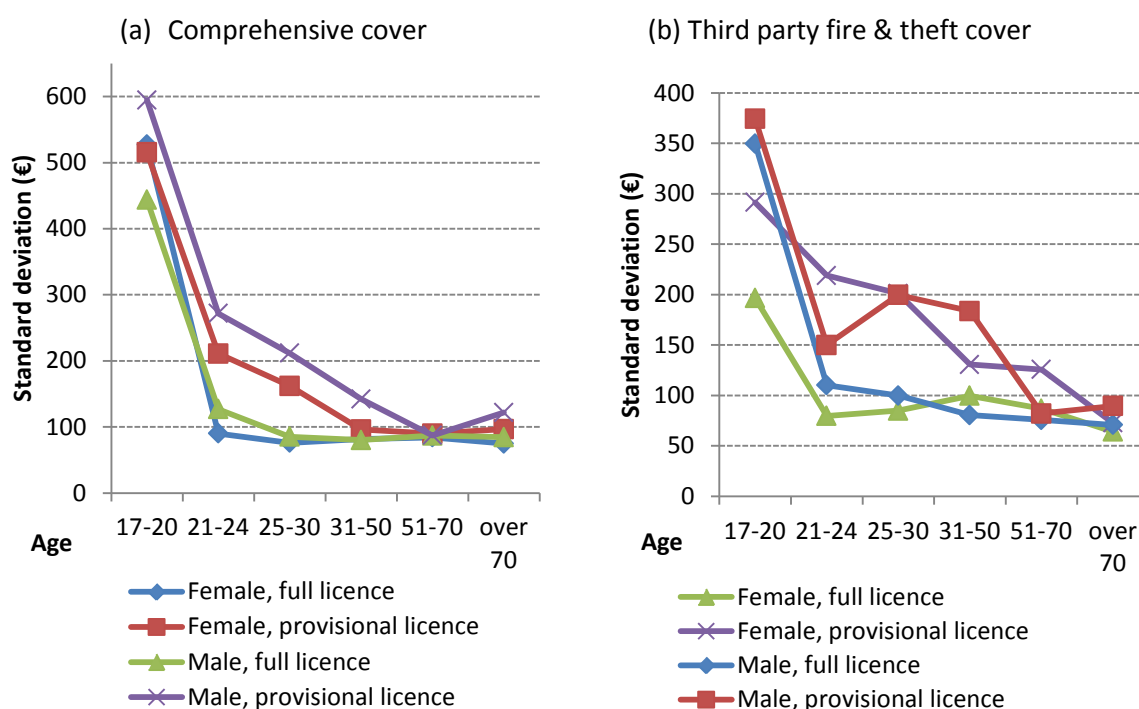 (a) Comprehensive cover
Standard deviation (€)
600
500
400
300
200
100
0
17-20 21-24 25-30 31-50 51-70 over 70
Age
Female, full licence
Female, provisional licence
Male, full licence
Male, provisional licence
(b) Third party fire & theft cover
Standard deviation (€)
400
350
300
250
200
150
100
50
0
17-20 21-24 25-30 31-50 51-70 over 70
Age
Female, full licence
Female, provisional licence
Male, full licence
Male, provisional licence